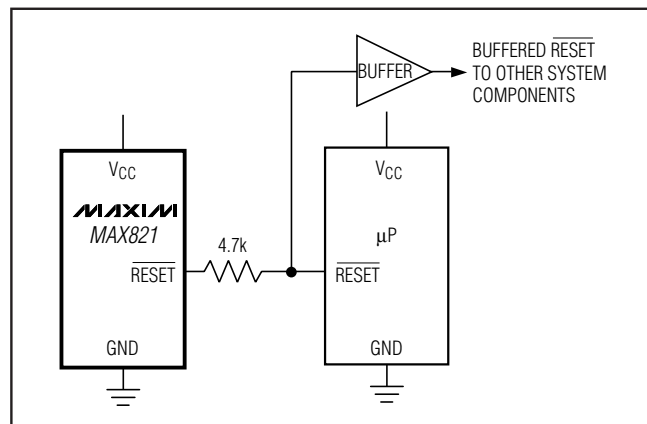 BUFFERED RESET
TO OTHER SYSTEM
COMPONENTS
BUFFER
VCC
MAXIM
MAX821
RESET
GND
4.7k
VCC
μP
RESET
GND